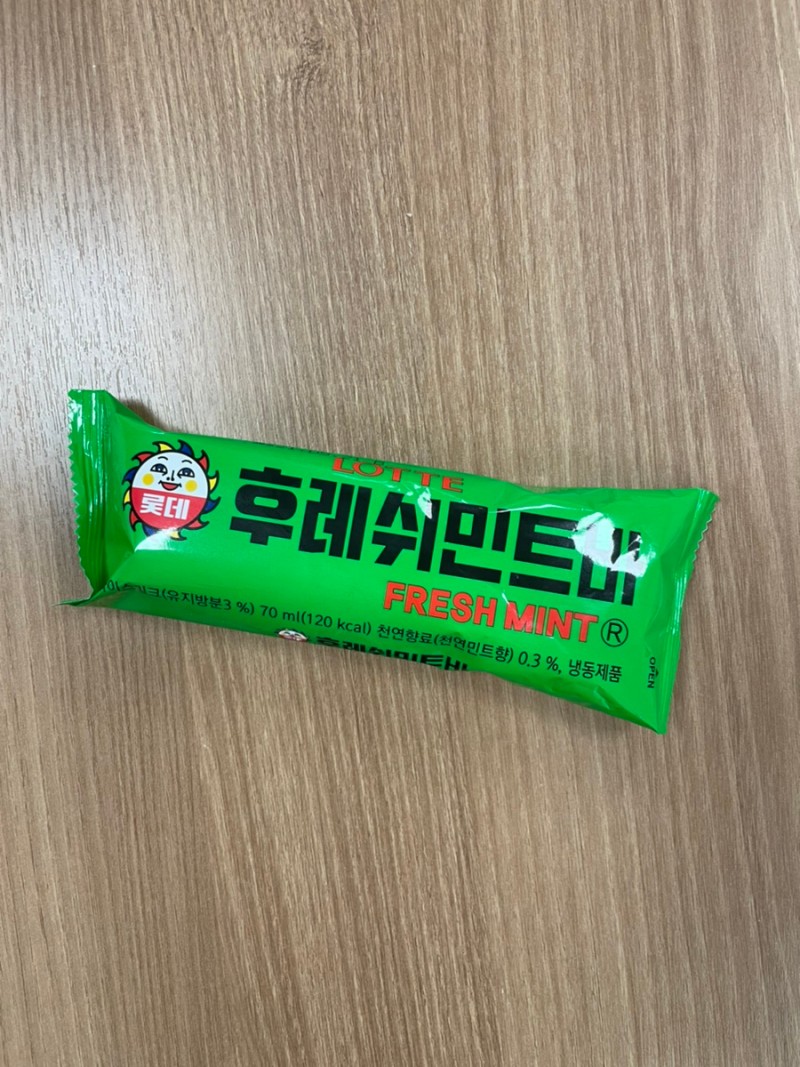 LOTTE
롯데
후레쉬민트바
FRESH MINT ®
(유지방분3 %) 70 ml(120 kcal) 천연향료(천연민트향) 0.3 %, 냉동제품
후레쉬민트바
OPEN